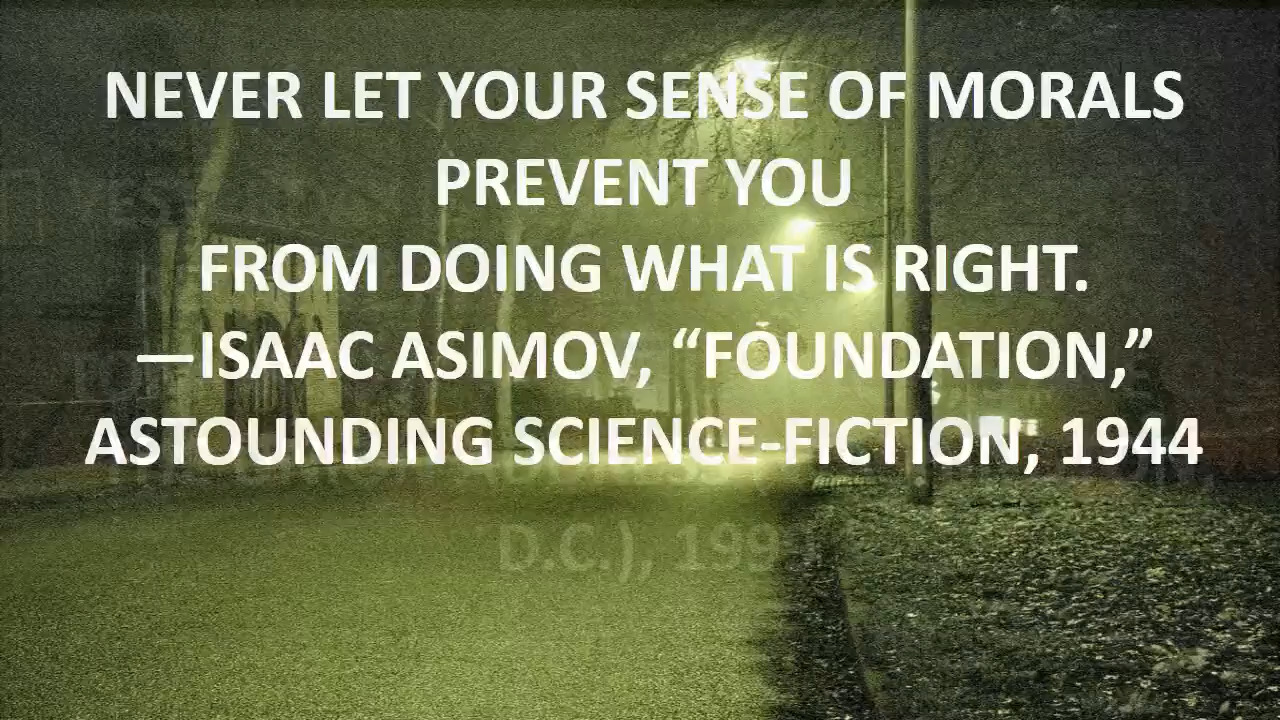 NEVER LET YOUR SENSE OF MORALS
PREVENT YOU
FROM DOING WHAT IS RIGHT.
—ISAAC ASIMOV, “FOUNDATION,”
ASTOUNDING SCIENCE-FICTION, 1944
D.C.), 199